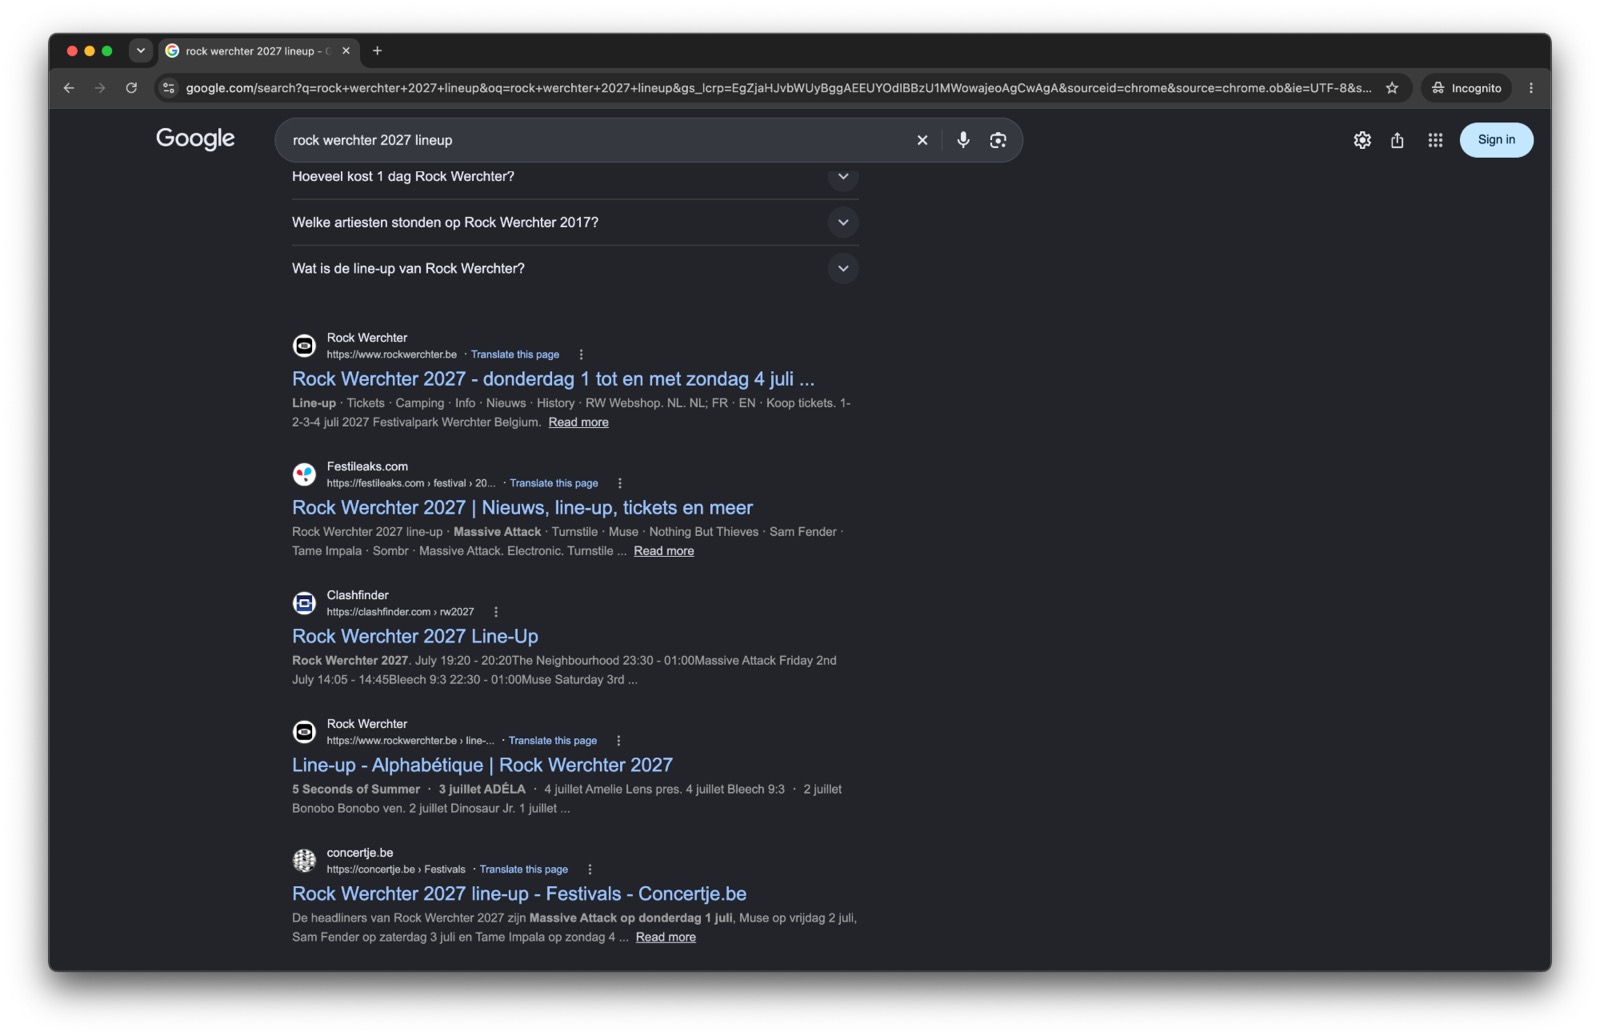 rock werchter 2027 lineup -
google.com/search?q=rock+werchter+2027+lineup&oq=rock+werchter+2027+lineup&gs_lcrp=EgZjaHJvbWUyBggAEEUYOdIBBzU1MWowajeoAgCwAgA&sourceid=chrome&source=chrome.ob&ie=UTF-8&s...
Incognito
Google
rock werchter 2027 lineup
Sign in
Hoeveel kost 1 dag Rock Werchter?
Welke artiesten stonden op Rock Werchter 2017?
Wat is de line-up van Rock Werchter?
Rock Werchter
https://www.rockwerchter.be · Translate this page
Rock Werchter 2027 - donderdag 1 tot en met zondag 4 juli ...
Line-up · Tickets · Camping · Info · Nieuws · History · RW Webshop. NL. NL; FR · EN · Koop tickets. 1-
2-3-4 juli 2027 Festivalpark Werchter Belgium. Read more
Festileaks.com
https://festileaks.com › festival › 20... · Translate this page
Rock Werchter 2027 | Nieuws, line-up, tickets en meer
Rock Werchter 2027 line-up · Massive Attack · Turnstile · Muse · Nothing But Thieves · Sam Fender ·
Tame Impala · Sombr · Massive Attack. Electronic. Turnstile ... Read more
Clashfinder
https://clashfinder.com › rw2027
Rock Werchter 2027 Line-Up
Rock Werchter 2027. July 19:20 - 20:20The Neighbourhood 23:30 - 01:00Massive Attack Friday 2nd
July 14:05 - 14:45Bleech 9:3 22:30 - 01:00Muse Saturday 3rd ...
Rock Werchter
https://www.rockwerchter.be › line-... · Translate this page
Line-up - Alphabétique | Rock Werchter 2027
5 Seconds of Summer · 3 juillet ADÉLA · 4 juillet Amelie Lens pres. 4 juillet Bleech 9:3 · 2 juillet
Bonobo Bonobo ven. 2 juillet Dinosaur Jr. 1 juillet ...
concertje.be
https://concertje.be › Festivals · Translate this page
Rock Werchter 2027 line-up - Festivals - Concertje.be
De headliners van Rock Werchter 2027 zijn Massive Attack op donderdag 1 juli, Muse op vrijdag 2 juli,
Sam Fender op zaterdag 3 juli en Tame Impala op zondag 4 ... Read more